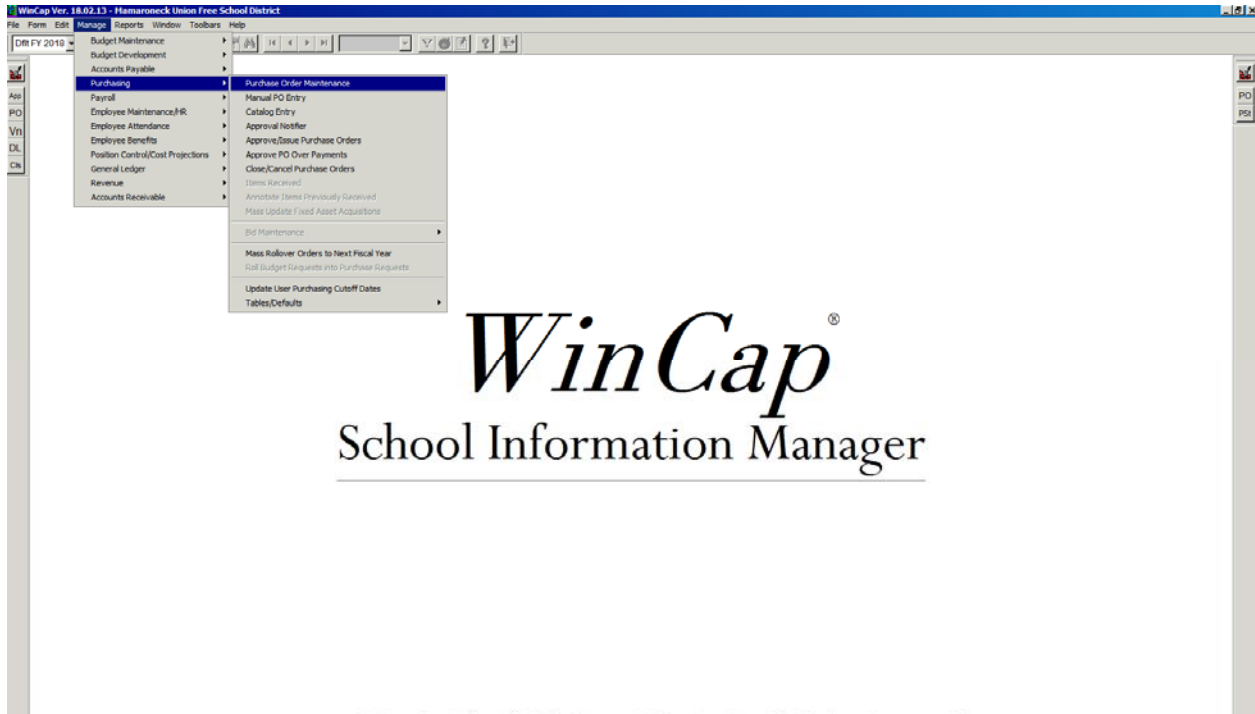 WinCap Ver. 18.02.13 - Mamaroneck Union Free School District
File Form Edit Manage Reports Window Toolbars Help
Dflt FY 2018
Budget Maintenance
Budget Development
Accounts Payable
Purchasing
Payroll
Employee Maintenance/HR
Employee Attendance
Employee Benefits
Position Control/Cost Projections
General Ledger
Revenue
Accounts Receivable
Purchase Order Maintenance
Manual PO Entry
Catalog Entry
Approval Notifier
Approve/Issue Purchase Orders
Approve PO Over Payments
Close/Cancel Purchase Orders
Items Received
Annotate Items Previously Received
Mass Update Fixed Asset Acquisitions
Bid Maintenance
Mass Rollover Orders to Next Fiscal Year
Roll Budget Requests into Purchase Requests
Update User Purchasing Cutoff Dates
Tables/Defaults
App
PO
Vn
DL
Cls
PO
PSt
WinCap®
School Information Manager